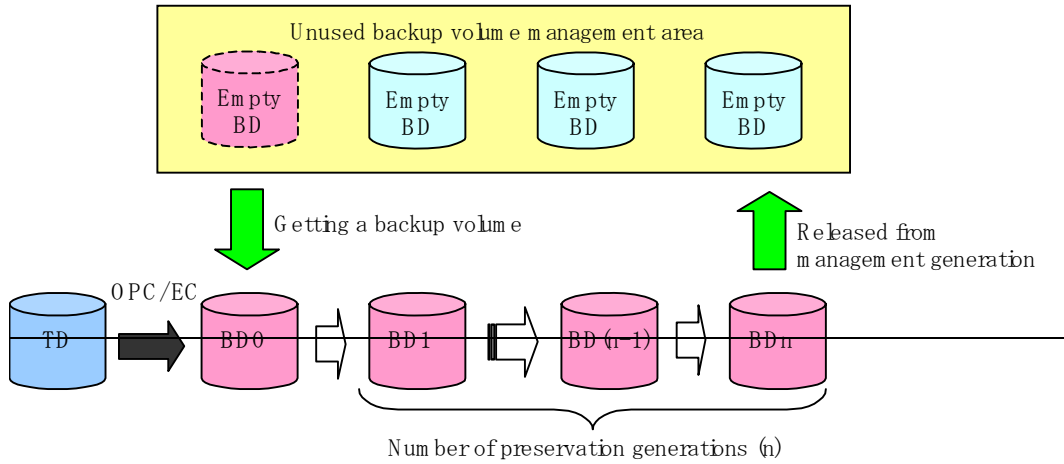 Unused backup volume management area
Empty
BD
Empty
BD
Empty
BD
Empty
BD
Getting a backup volume
Released from
management generation
OPC/EC
TD
BD0
BD1
BD(n-1)
BDn
Number of preservation generations (n)